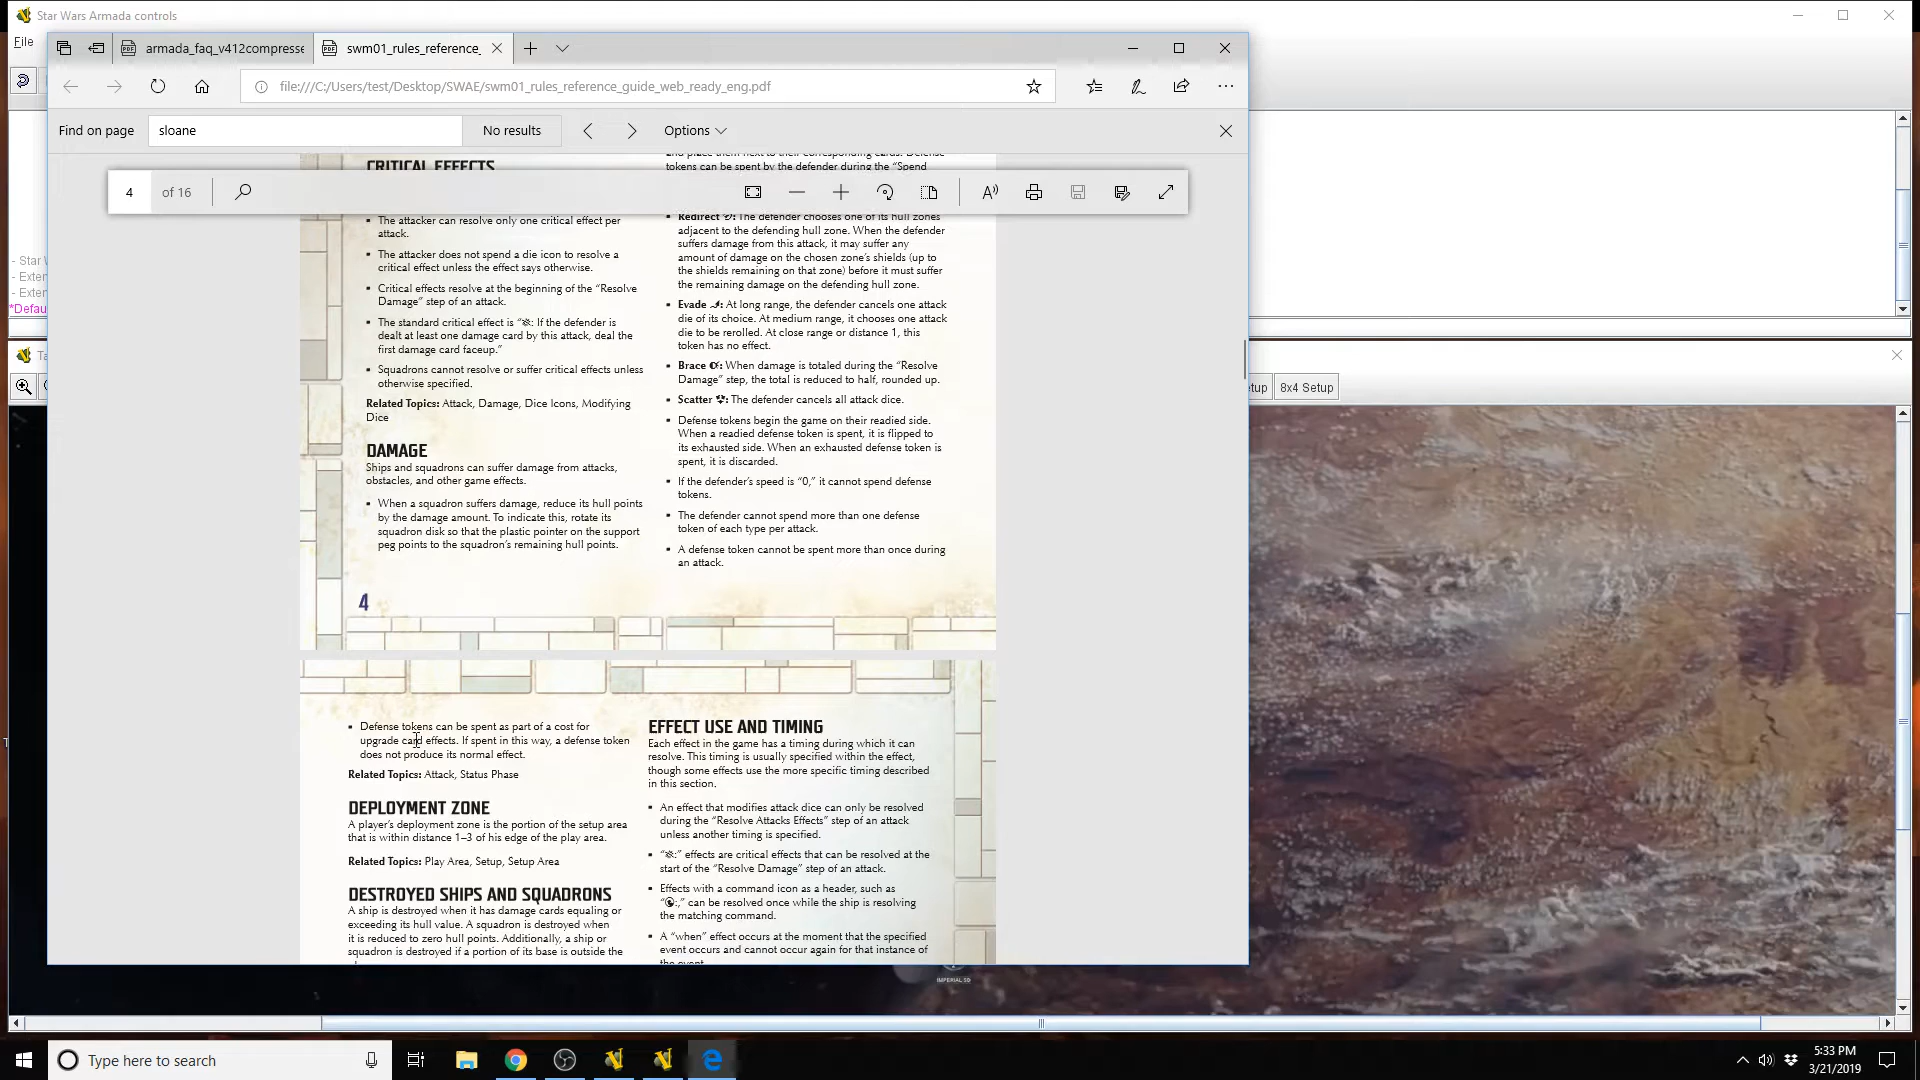 Star Wars Armada controls
File
armada_faq_v412compresse
swm01_rules_reference_
file:///C:/Users/test/Desktop/SWAE/swm01_rules_reference_guide_web_ready_eng.pdf
Find on page
sloane
No results
Options
4
of 16
CRITICAL EFFECTS
The attacker can resolve only one critical effect per
attack.
The attacker does not spend a die icon to resolve a
critical effect unless the effect says otherwise.
Critical effects resolve at the beginning of the “Resolve
Damage” step of an attack.
The standard critical effect is “: If the defender is
dealt at least one damage card by this attack, deal the
first damage card faceup.”
Squadrons cannot resolve or suffer critical effects unless
otherwise specified.
Related Topics: Attack, Damage, Dice Icons, Modifying
Dice
DAMAGE
Ships and squadrons can suffer damage from attacks,
obstacles, and other game effects.
When a squadron suffers damage, reduce its hull points
by the damage amount. To indicate this, rotate its
squadron disk so that the plastic pointer on the support
peg points to the squadron’s remaining hull points.
4
and place them next to their corresponding cards. Defense
tokens can be spent by the defender during the “Spend
Redirect : The defender chooses one of its hull zones
adjacent to the defending hull zone. When the defender
suffers damage from this attack, it may suffer any
amount of damage on the chosen zone’s shields (up to
the shields remaining on that zone) before it must suffer
the remaining damage on the defending hull zone.
Evade : At long range, the defender cancels one attack
die of its choice. At medium range, it chooses one attack
die to be rerolled. At close range or distance 1, this
token has no effect.
Brace : When damage is totaled during the “Resolve
Damage” step, the total is reduced to half, rounded up.
Scatter : The defender cancels all attack dice.
Defense tokens begin the game on their readied side.
When a readied defense token is spent, it is flipped to
its exhausted side. When an exhausted defense token is
spent, it is discarded.
If the defender’s speed is “0,” it cannot spend defense
tokens.
The defender cannot spend more than one defense
token of each type per attack.
A defense token cannot be spent more than once during
an attack.
Defense tokens can be spent as part of a cost for
upgrade card effects. If spent in this way, a defense token
does not produce its normal effect.
Related Topics: Attack, Status Phase
DEPLOYMENT ZONE
A player’s deployment zone is the portion of the setup area
that is within distance 1–3 of his edge of the play area.
Related Topics: Play Area, Setup, Setup Area
DESTROYED SHIPS AND SQUADRONS
A ship is destroyed when it has damage cards equaling or
exceeding its hull value. A squadron is destroyed when
it is reduced to zero hull points. Additionally, a ship or
squadron is destroyed if a portion of its base is outside the
EFFECT USE AND TIMING
Each effect in the game has a timing during which it can
resolve. This timing is usually specified within the effect,
though some effects use the more specific timing described
in this section.
An effect that modifies attack dice can only be resolved
during the “Resolve Attacks Effects” step of an attack
unless another timing is specified.
“:” effects are critical effects that can be resolved at the
start of the “Resolve Damage” step of an attack.
Effects with a command icon as a header, such as
“:,” can be resolved once while the ship is resolving
the matching command.
A “when” effect occurs at the moment that the specified
event occurs and cannot occur again for that instance of
the event.
- Star W
- Exten
- Exten
*Defau
Ta
etup
8x4 Setup
IMPERIAL SD
Type here to search
5:33 PM
3/21/2019